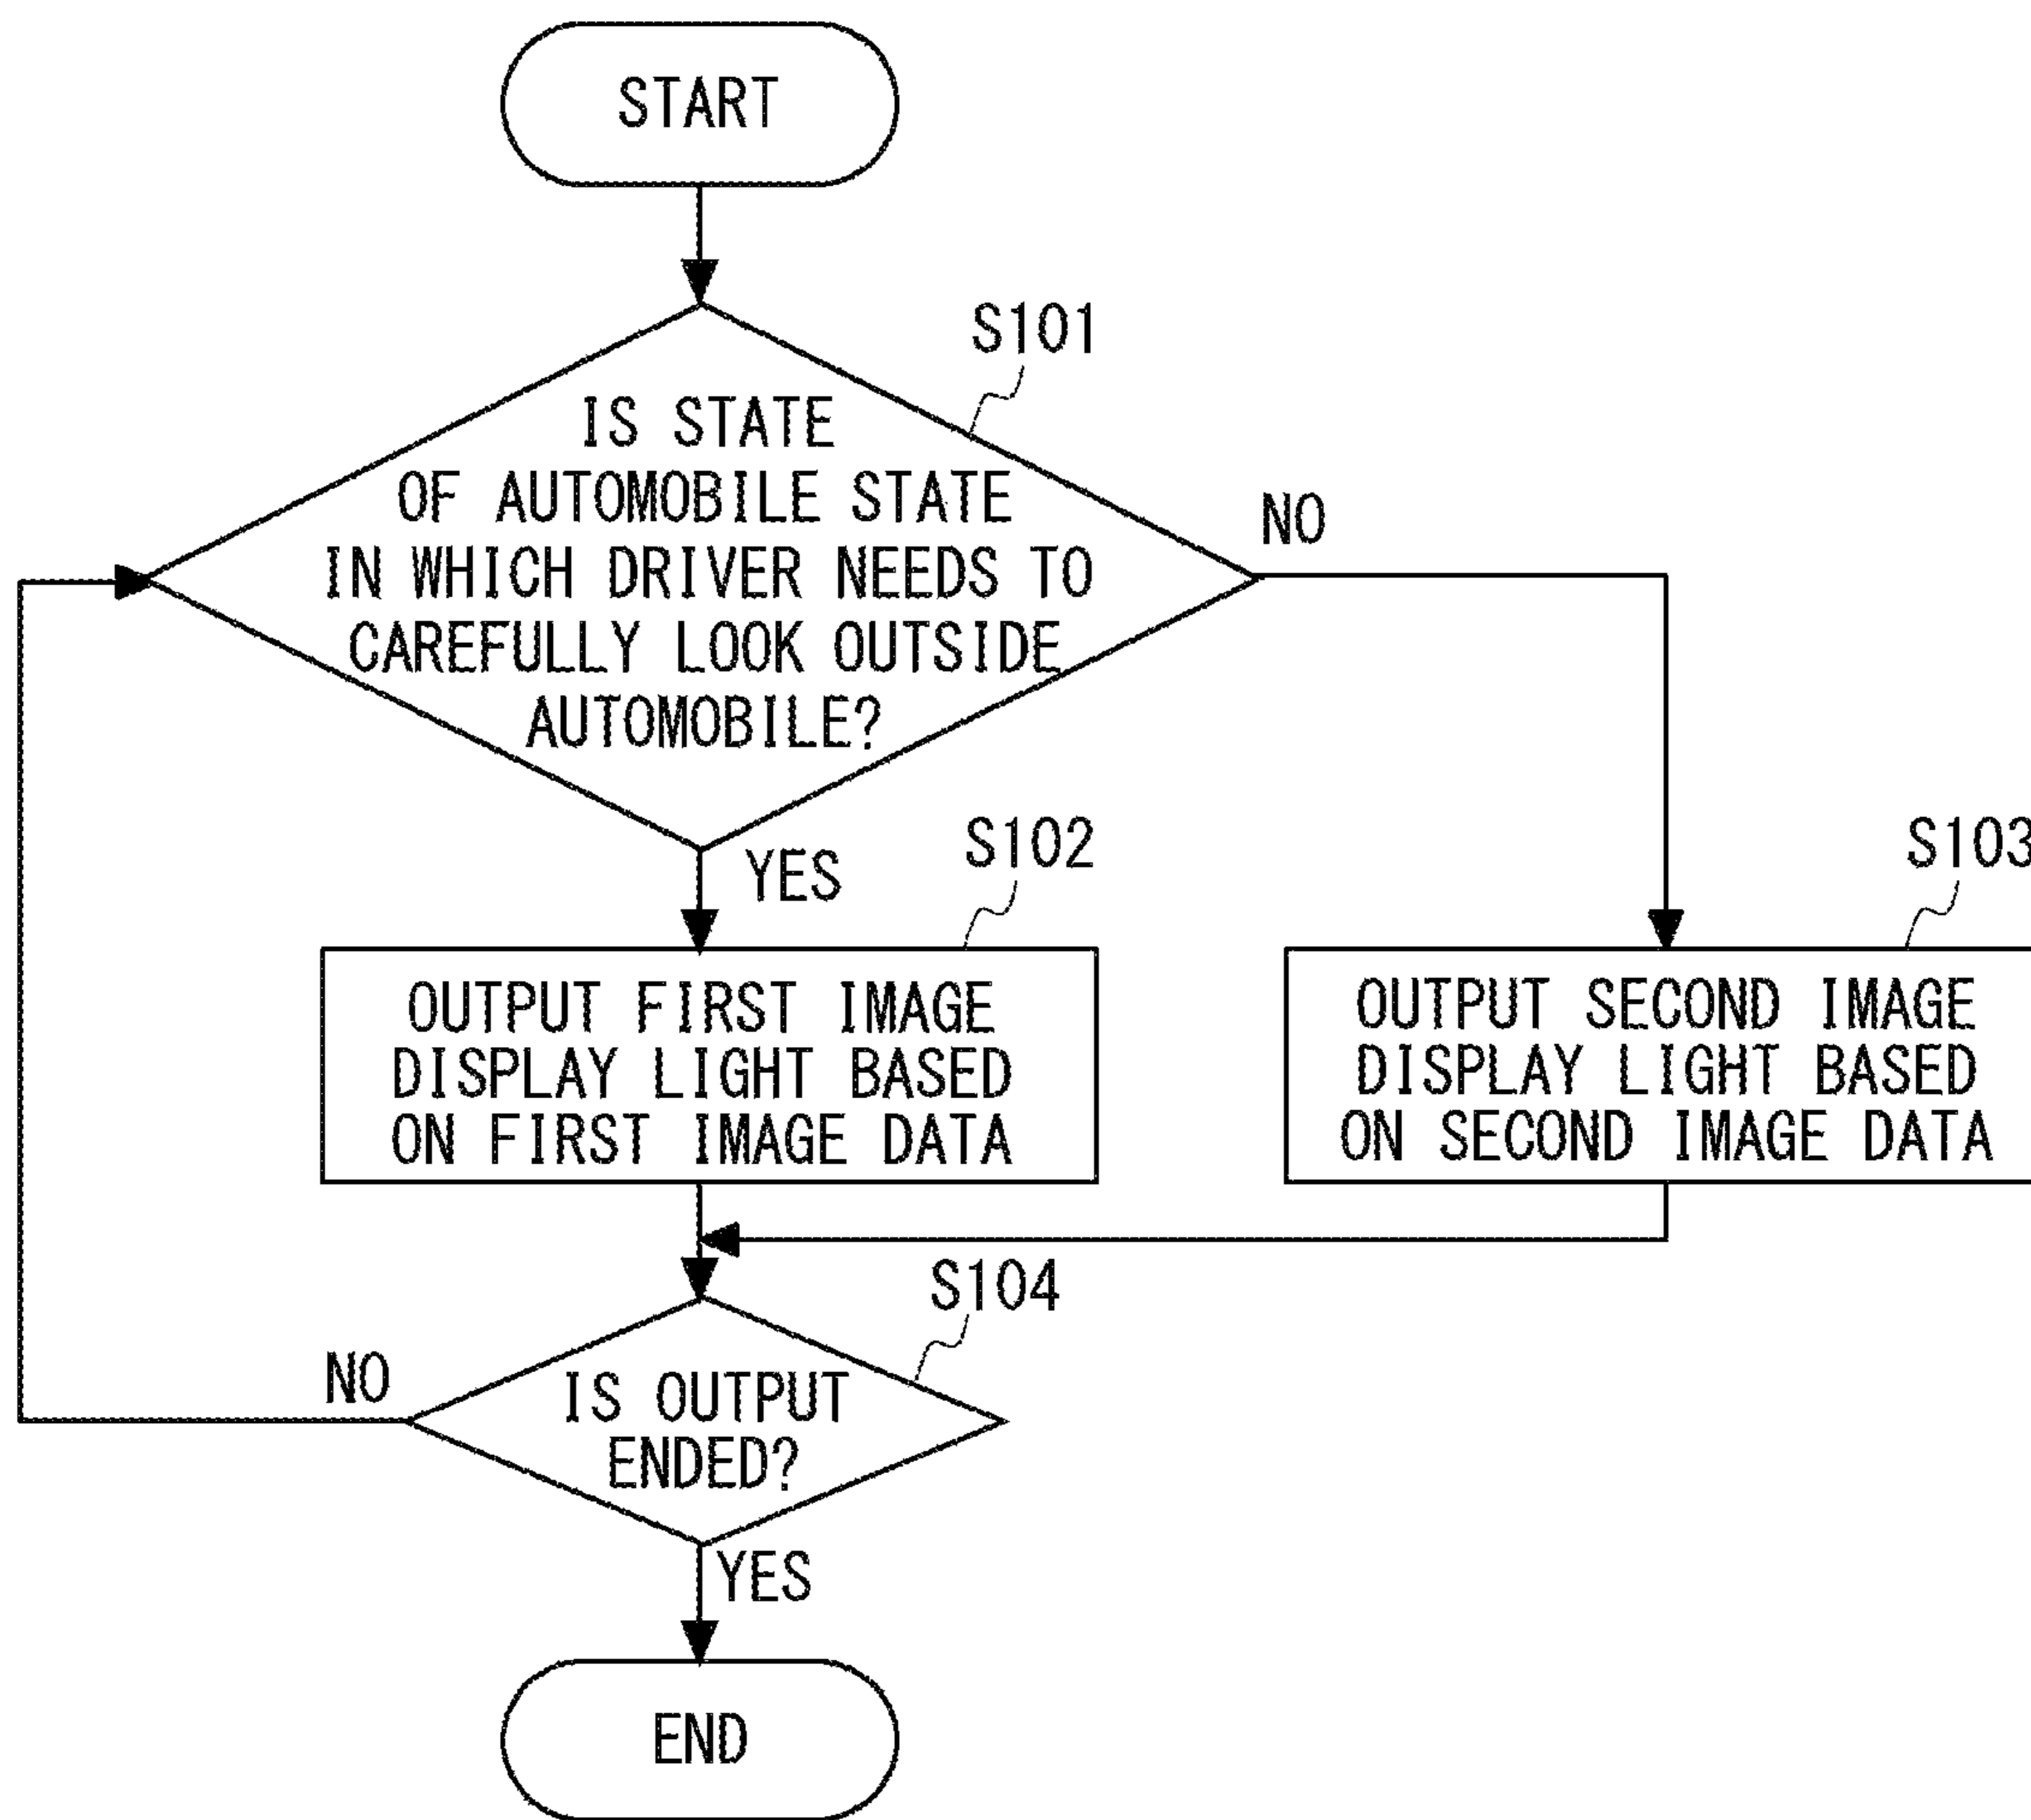 START
S101
IS STATE
OF AUTOMOBILE STATE
IN WHICH DRIVER NEEDS TO
CAREFULLY LOOK OUTSIDE
AUTOMOBILE?
NO
YES
S102
OUTPUT FIRST IMAGE
DISPLAY LIGHT BASED
ON FIRST IMAGE DATA
S103
OUTPUT SECOND IMAGE
DISPLAY LIGHT BASED
ON SECOND IMAGE DATA
S104
IS OUTPUT
ENDED?
NO
YES
END